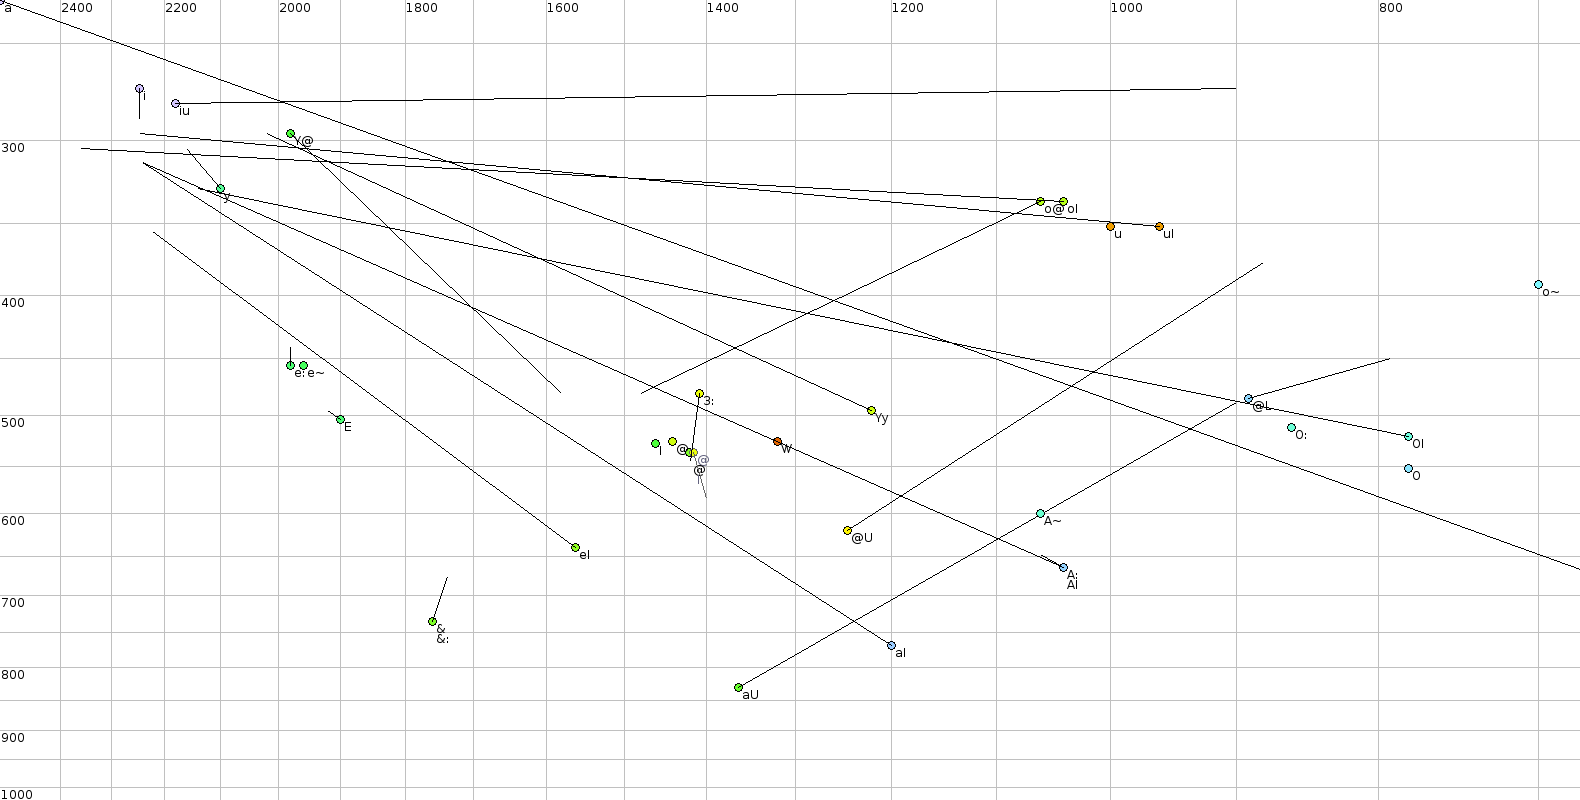 a 2400 2200 2000 1800 1600 1400 1200 1000 800
i
iu
Y@
300
y
o@ oI
u uI
o~
400
e: e~
3:
@L
E
Yy
O:
500
OI
I @
W
@
@
O
@U
600
A~
eI
A:
AI
700
&
&:
aI
800
aU
900
1000